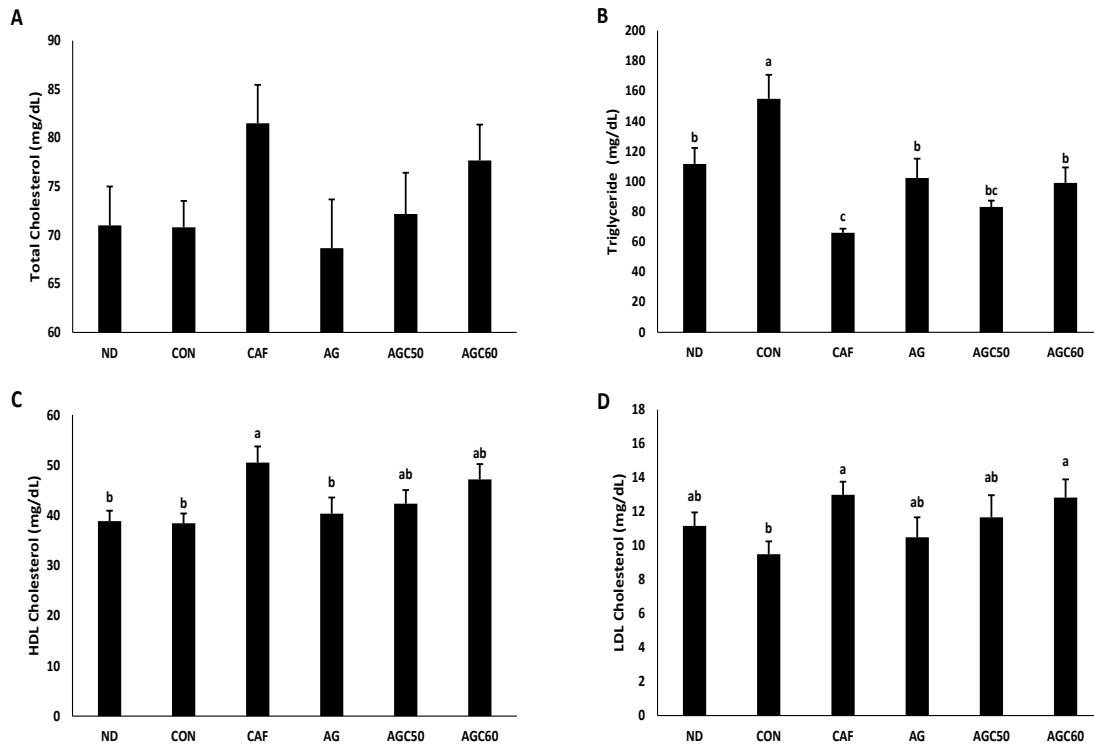 A
Total Cholesterol (mg/dL)
90
85
80
75
70
65
60
ND CON CAF AG AGC50 AGC60
B
Triglyceride (mg/dL)
200
180
160
140
120
100
80
60
40
20
0
b a c b bc b
ND CON CAF AG AGC50 AGC60
C
HDL Cholesterol (mg/dL)
60
50
40
30
20
10
0
b b a b ab ab
ND CON CAF AG AGC50 AGC60
D
LDL Cholesterol (mg/dL)
18
16
14
12
10
8
6
4
2
0
ab b a ab ab a
ND CON CAF AG AGC50 AGC60